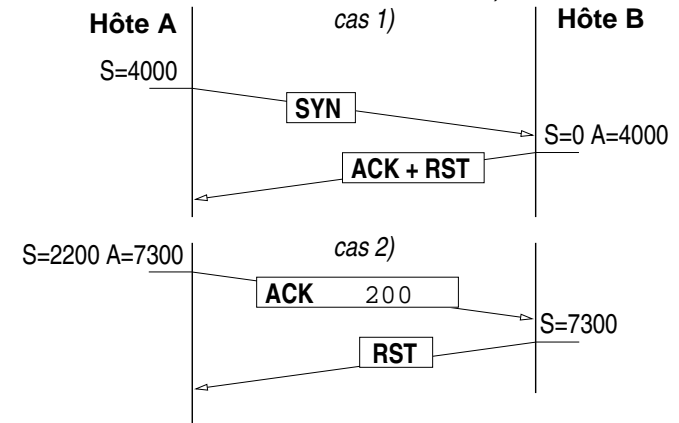 Hôte A
cas 1)
Hôte B
S=4000
SYN
S=0 A=4000
ACK + RST
S=2200 A=7300
cas 2)
ACK 200
S=7300
RST